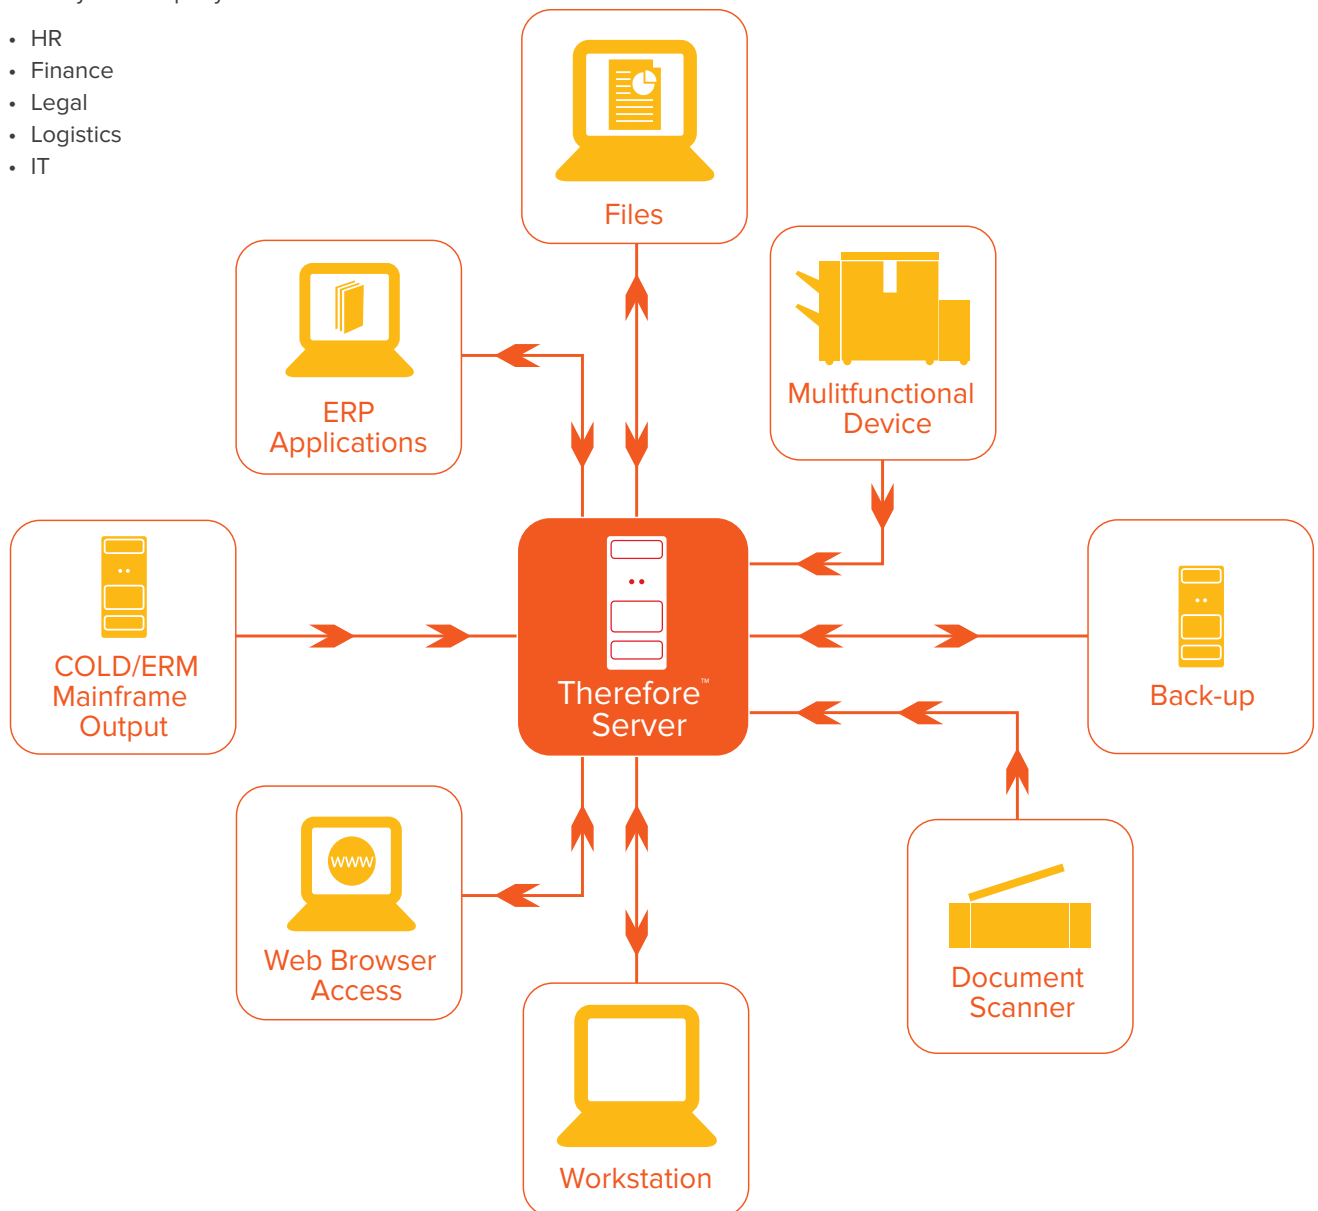 • HR
• Finance
• Legal
• Logistics
• IT
Files
ERP
Applications
Mulitfunctional
Device
COLD/ERM
Mainframe
Output
Therefore™
Server
Back-up
www
Web Browser
Access
Document
Scanner
Workstation